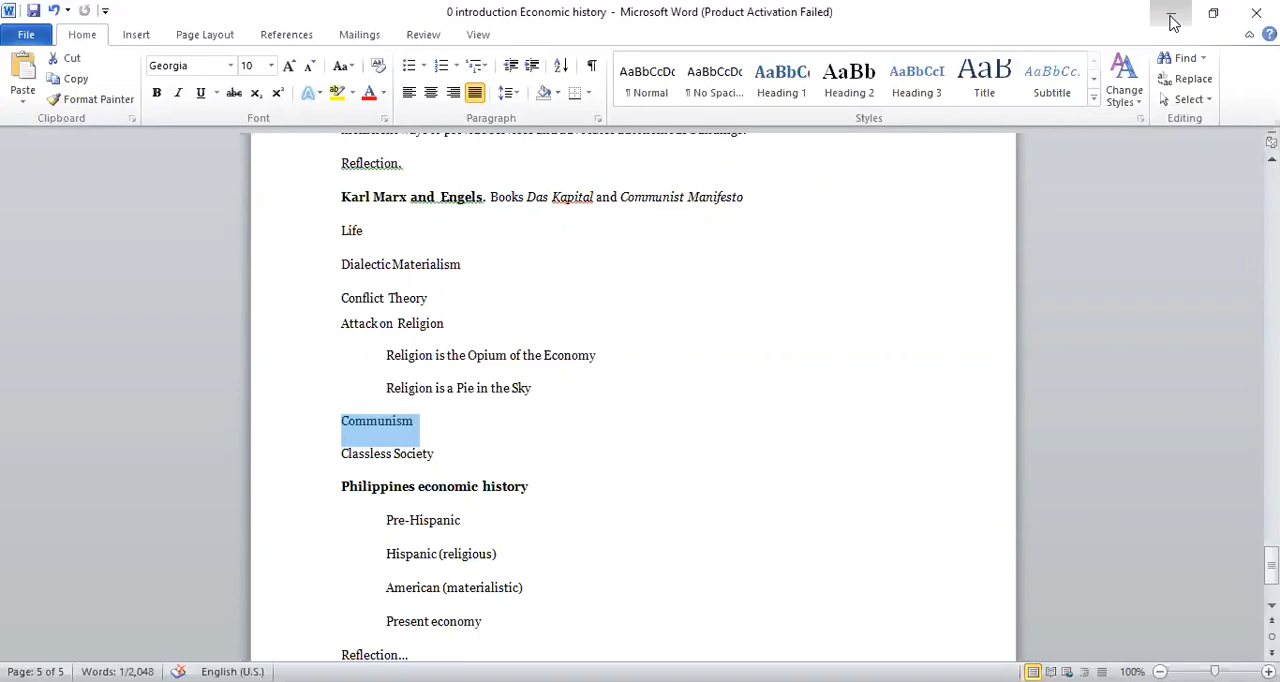 0 introduction Economic history - Microsoft Word (Product Activation Failed)
File Home Insert Page Layout References Mailings Review View
Paste Cut Copy Format Painter Clipboard
Georgia 10 Font
Paragraph
AaBbCcDc AaBbCcDc AaBbC AaBb AaBbCcI AaB AaBbCc.
¶ Normal ¶ No Spaci... Heading 1 Heading 2 Heading 3 Title Subtitle
Change Styles
Styles
Find
Replace
Select
Editing
Reflection,
Karl Marx and Engels. Books Das Kapital and Communist Manifesto
Life
Dialectic Materialism
Conflict Theory
Attack on Religion
Religion is the Opium of the Economy
Religion is a Pie in the Sky
Communism
Classless Society
Philippines economic history
Pre-Hispanic
Hispanic (religious)
American (materialistic)
Present economy
Reflection...
Page: 5 of 5 Words: 1/2,048 English (U.S.) 100%